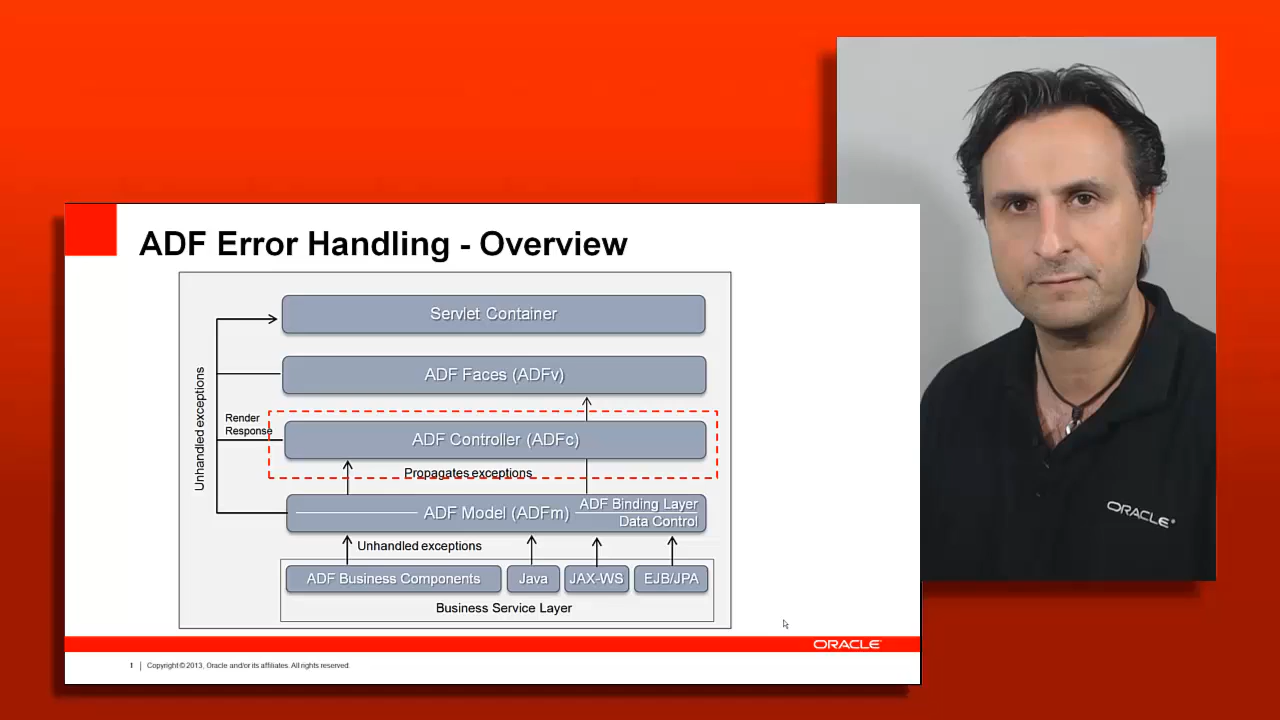 ADF Error Handling - Overview
Servlet Container
ADF Faces (ADFv)
Unhandled exceptions
Render
Response
ADF Controller (ADFc)
Propagates exceptions
ADF Model (ADFm)
ADF Binding Layer
Data Control
Unhandled exceptions
ADF Business Components
Java
JAX-WS
EJB/JPA
Business Service Layer
ORACLE
1 | Copyright © 2013, Oracle and/or its affiliates. All rights reserved.
ORACLE®